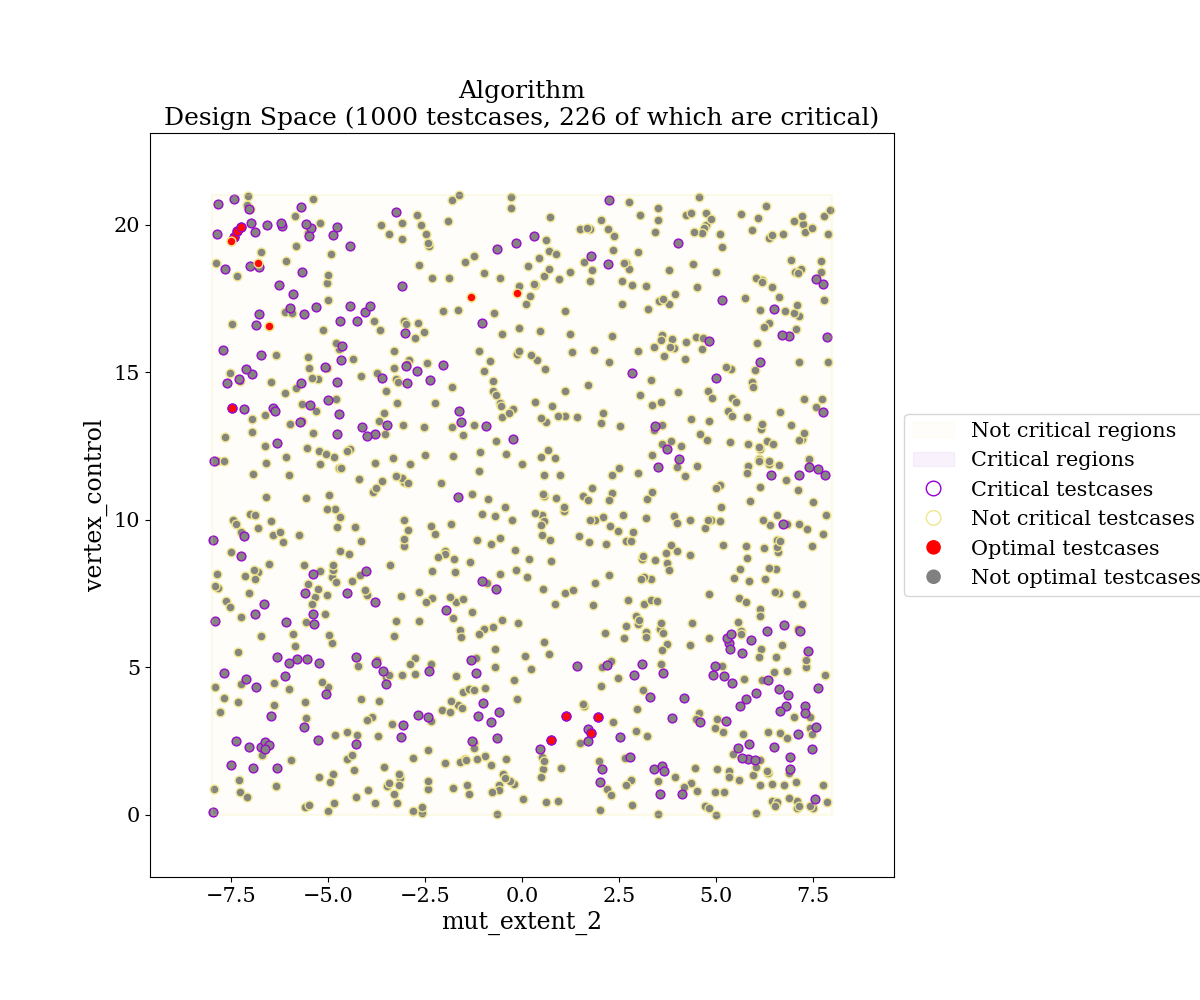 Algorithm
Design Space (1000 testcases, 226 of which are critical)
20
15
10
5
0
vertex_control
−7.5
−5.0
−2.5
0.0
2.5
5.0
7.5
mut_extent_2
Not critical regions
Critical regions
Critical testcases
Not critical testcases
Optimal testcases
Not optimal testcases